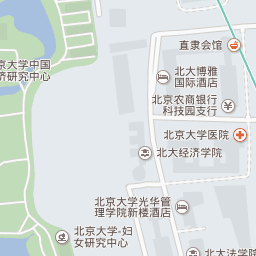 直隶会馆
北京大学中国
济研究中心
北大博雅
国际酒店
北京农商银行
科技园支行
北京大学医院
北大经济学院
北京大学光华管
理学院新楼酒店
北京大学-妇
女研究中心
北大法学院